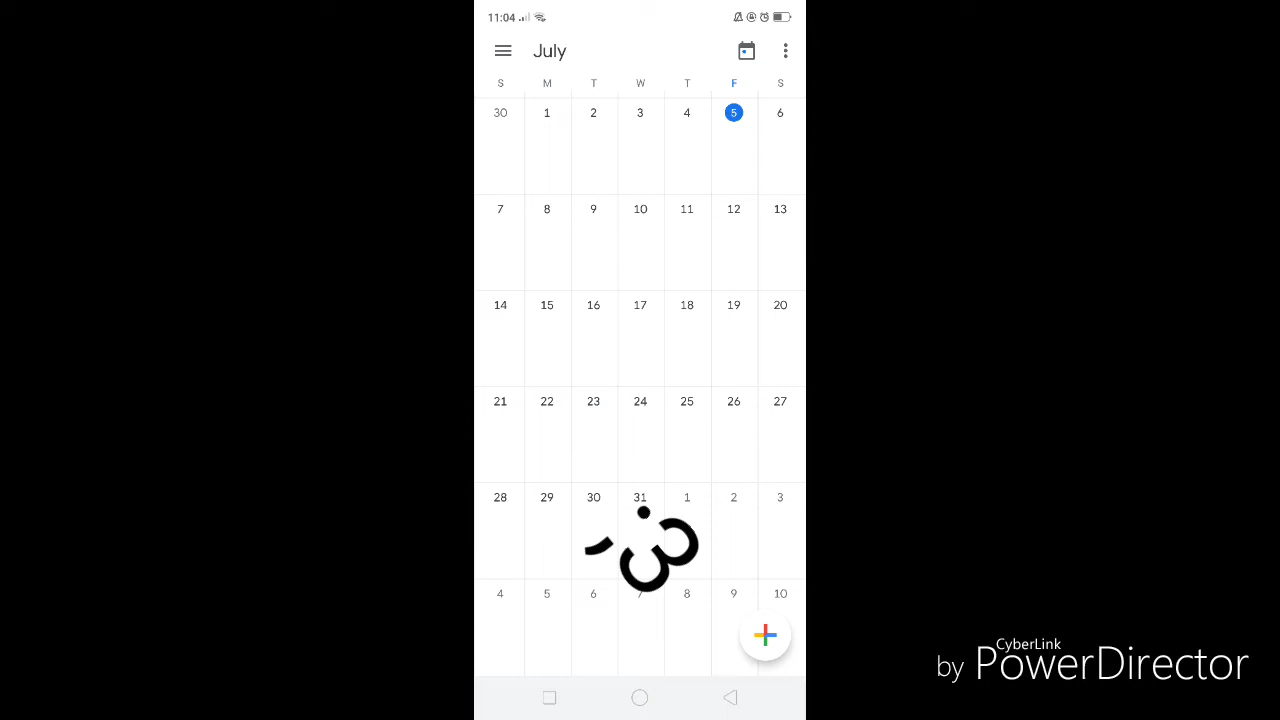 11:04
July
S M T W T F S
30 1 2 3 4 5 6
7 8 9 10 11 12 13
14 15 16 17 18 19 20
21 22 23 24 25 26 27
28 29 30 31 1 2 3
4 5 6 7 8 9 10
CyberLink
by PowerDirector